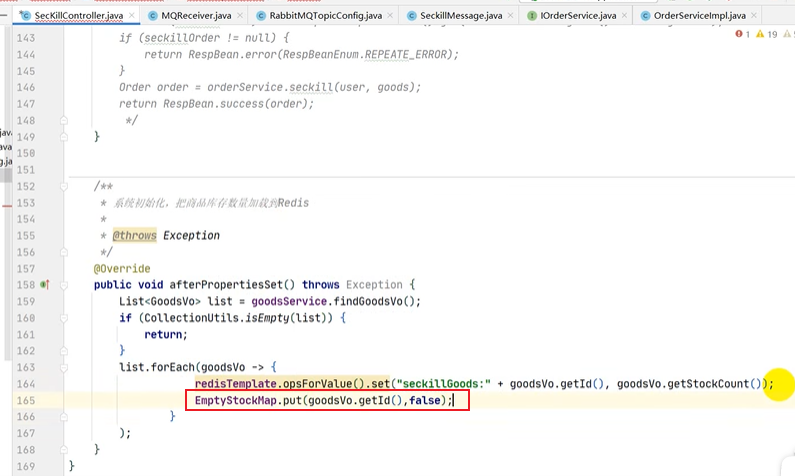 SecKillController.java MQReceiver.java RabbitMQTopicConfig.java SeckillMessage.java IOrderService.java OrderServiceImpl.java
1 19 5
143 if (seckillOrder != null) {
144 return RespBean.error(RespBeanEnum.REPEATE_ERROR);
145 }
146 Order order = orderService.seckill(user, goods);
147 return RespBean.success(order);
148 */
149 }
150
151
152 /**
153 * 系统初始化，把商品库存数量加载到Redis
154 *
155 * @throws Exception
156 */
157 @Override
158 public void afterPropertiesSet() throws Exception {
159 List<GoodsVo> list = goodsService.findGoodsVo();
160 if (CollectionUtils.isEmpty(list)) {
161 return;
162 }
163 list.forEach(goodsVo -> {
164 redisTemplate.opsForValue().set("seckillGoods:" + goodsVo.getId(), goodsVo.getStockCount());
165 EmptyStockMap.put(goodsVo.getId(),false);
166 }
167 );
168 }
169 }